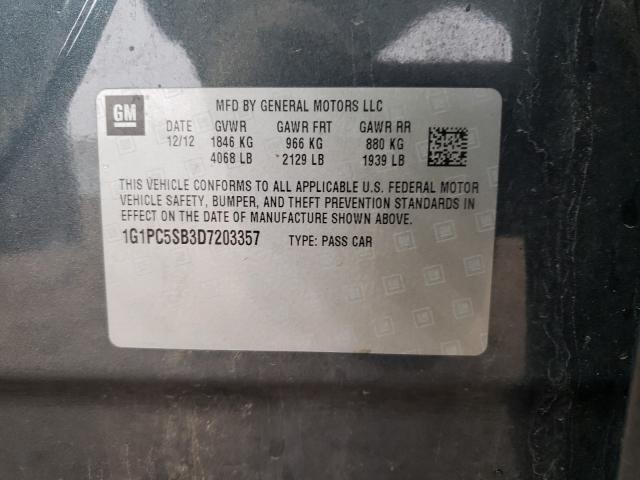 GM
MFD BY GENERAL MOTORS LLC
DATE GVWR GAWR FRT GAWR RR
12/12 1846 KG 966 KG 880 KG
4068 LB 2129 LB 1939 LB
THIS VEHICLE CONFORMS TO ALL APPLICABLE U.S. FEDERAL MOTOR
VEHICLE SAFETY, BUMPER, AND THEFT PREVENTION STANDARDS IN
EFFECT ON THE DATE OF MANUFACTURE SHOWN ABOVE.
1G1PC5SB3D7203357 TYPE: PASS CAR